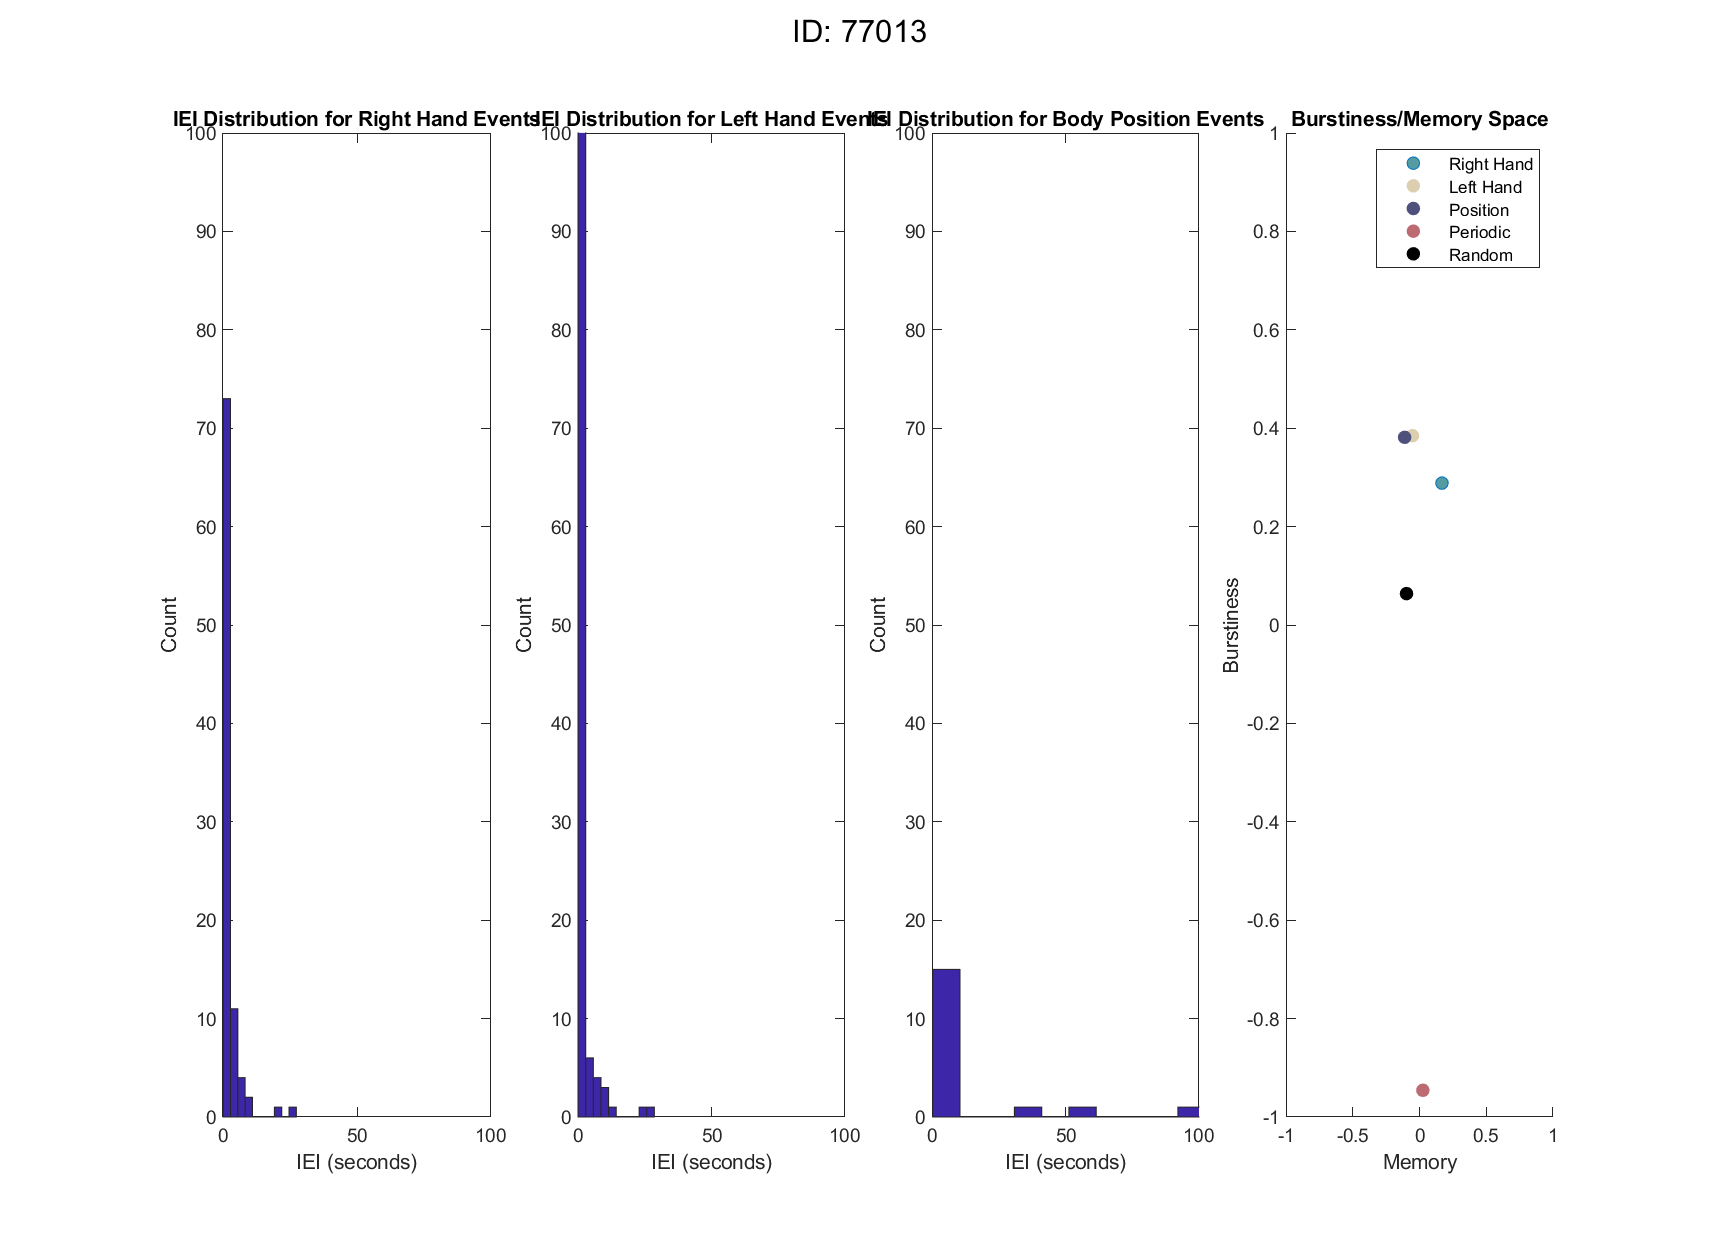 ID: 77013
IEI Distribution for Right Hand Events
100
90
80
70
60
50
40
30
20
10
0
0 50 100
Count
IEI (seconds)
IEI Distribution for Left Hand Events
100
90
80
70
60
50
40
30
20
10
0
0 50 100
Count
IEI (seconds)
IEI Distribution for Body Position Events
100
90
80
70
60
50
40
30
20
10
0
0 50 100
Count
IEI (seconds)
Burstiness/Memory Space
Right Hand
Left Hand
Position
Periodic
Random
1
0.8
0.6
0.4
0.2
0
-0.2
-0.4
-0.6
-0.8
-1
-1 -0.5 0 0.5 1
Burstiness
Memory